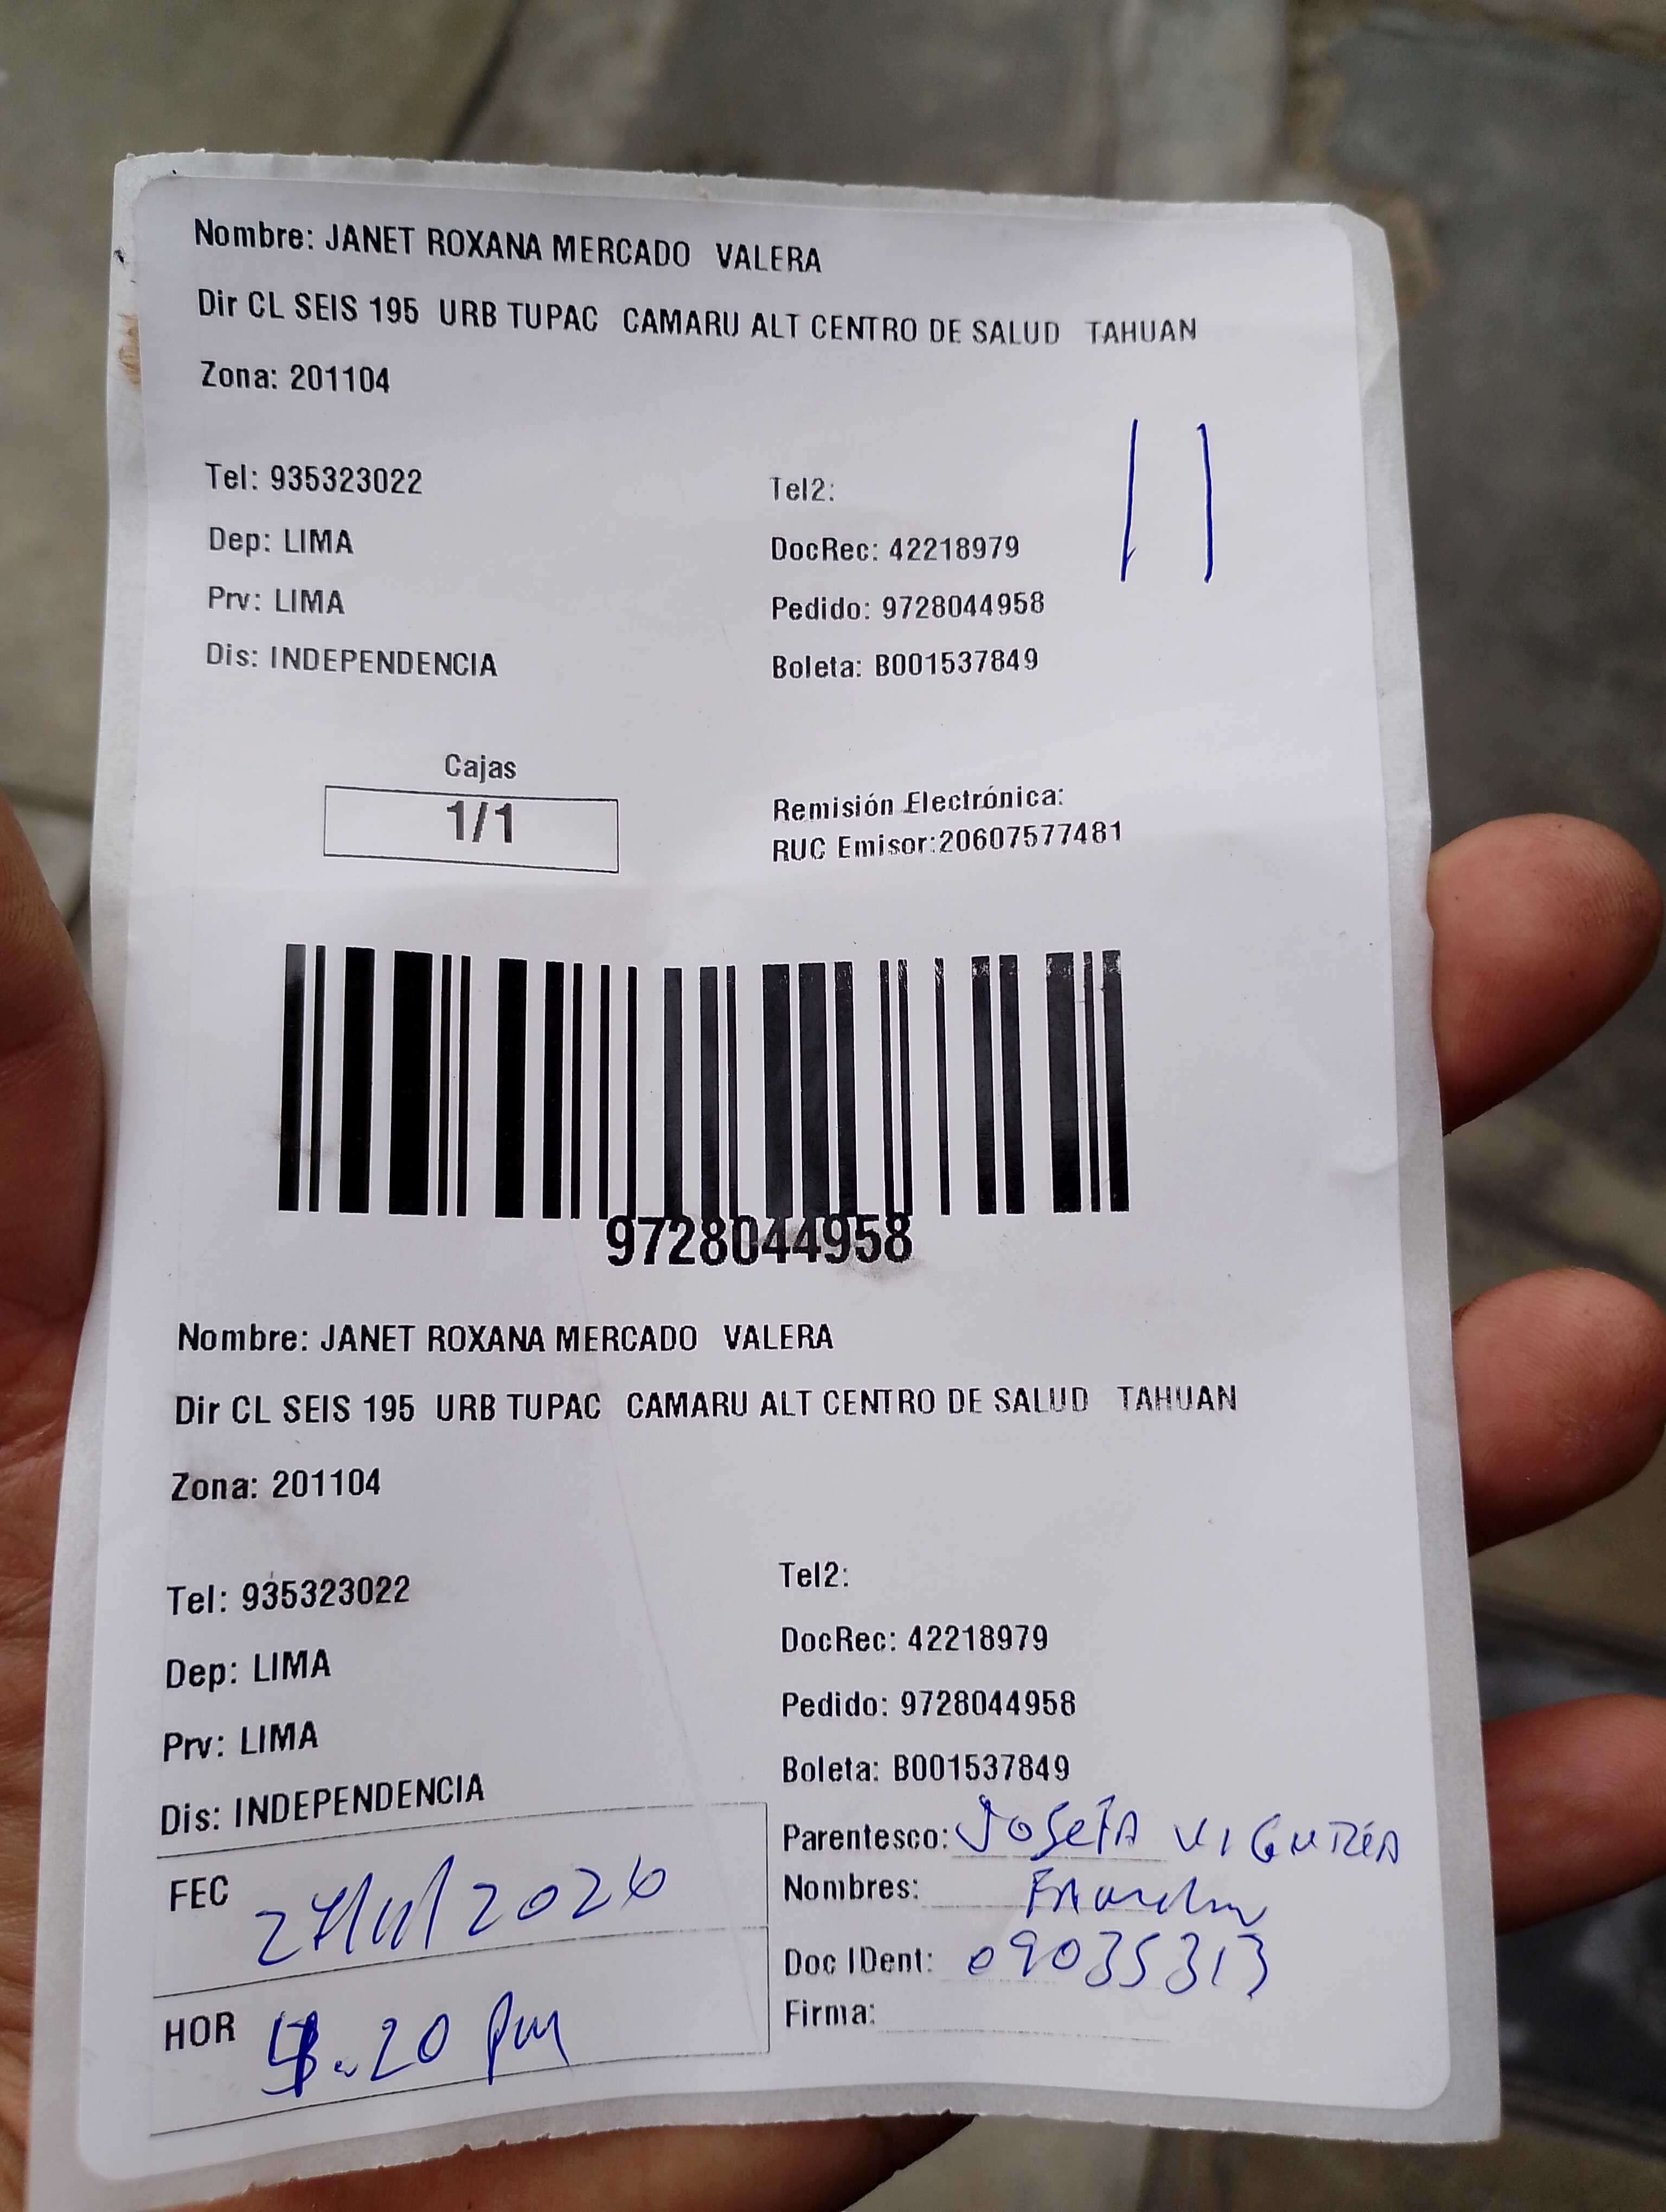 Nombre: JANET ROXANA MERCADO VALERA
Dir CL SEIS 195 URB TUPAC CAMARU ALT CENTRO DE SALUD TAHUAN
Zona: 201104
Tel: 935323022 Tel2:
Dep: LIMA DocRec: 42218979
Prv: LIMA Pedido: 9728044958
Dis: INDEPENDENCIA Boleta: B001537849
11
Cajas
1/1
Remisión Electrónica:
RUC Emisor:20607577481
9728044958
Nombre: JANET ROXANA MERCADO VALERA
Dir CL SEIS 195 URB TUPAC CAMARU ALT CENTRO DE SALUD TAHUAN
Zona: 201104
Tel: 935323022 Tel2:
Dep: LIMA DocRec: 42218979
Prv: LIMA Pedido: 9728044958
Dis: INDEPENDENCIA Boleta: B001537849
Parentesco: Josefa
Nombres:
FEC
Doc IDent: 09035313
HOR .20 pm
Firma: